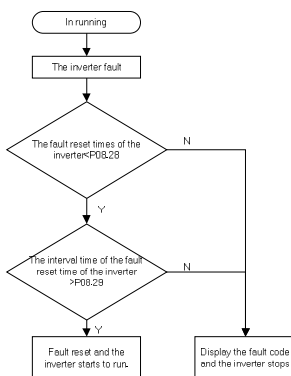 In running
The inverter fault
The fault reset times of the
inverter<P08.28
N
Y
The interval time of the fault
reset time of the inverter
>P08.29
N
Y
Fault reset and the
inverter starts to run.
Display the fault code
and the inverter stops